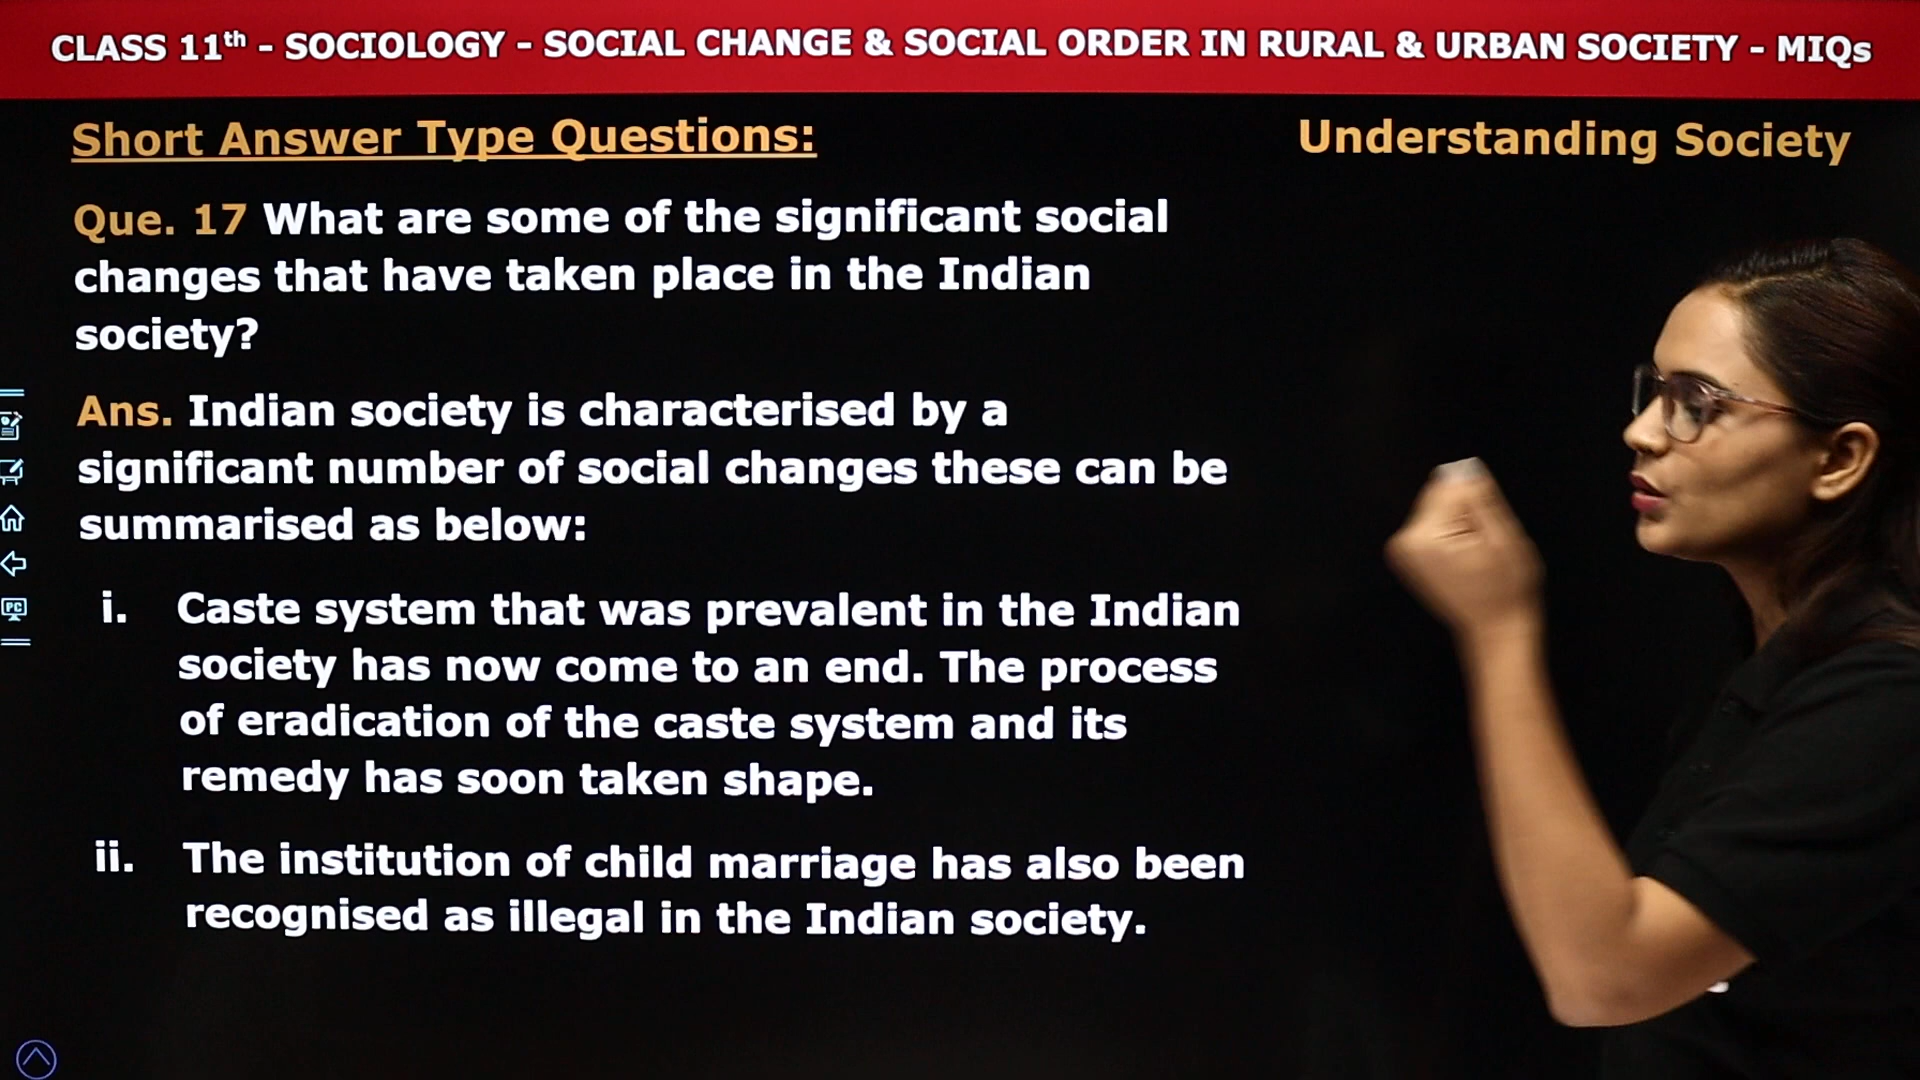 CLASS 11th - SOCIOLOGY - SOCIAL CHANGE & SOCIAL ORDER IN RURAL & URBAN SOCIETY - MIQs
Short Answer Type Questions:
Understanding Society
Que. 17 What are some of the significant social
changes that have taken place in the Indian
society?
Ans. Indian society is characterised by a
significant number of social changes these can be
summarised as below:
i. Caste system that was prevalent in the Indian
society has now come to an end. The process
of eradication of the caste system and its
remedy has soon taken shape.
ii. The institution of child marriage has also been
recognised as illegal in the Indian society.
PC